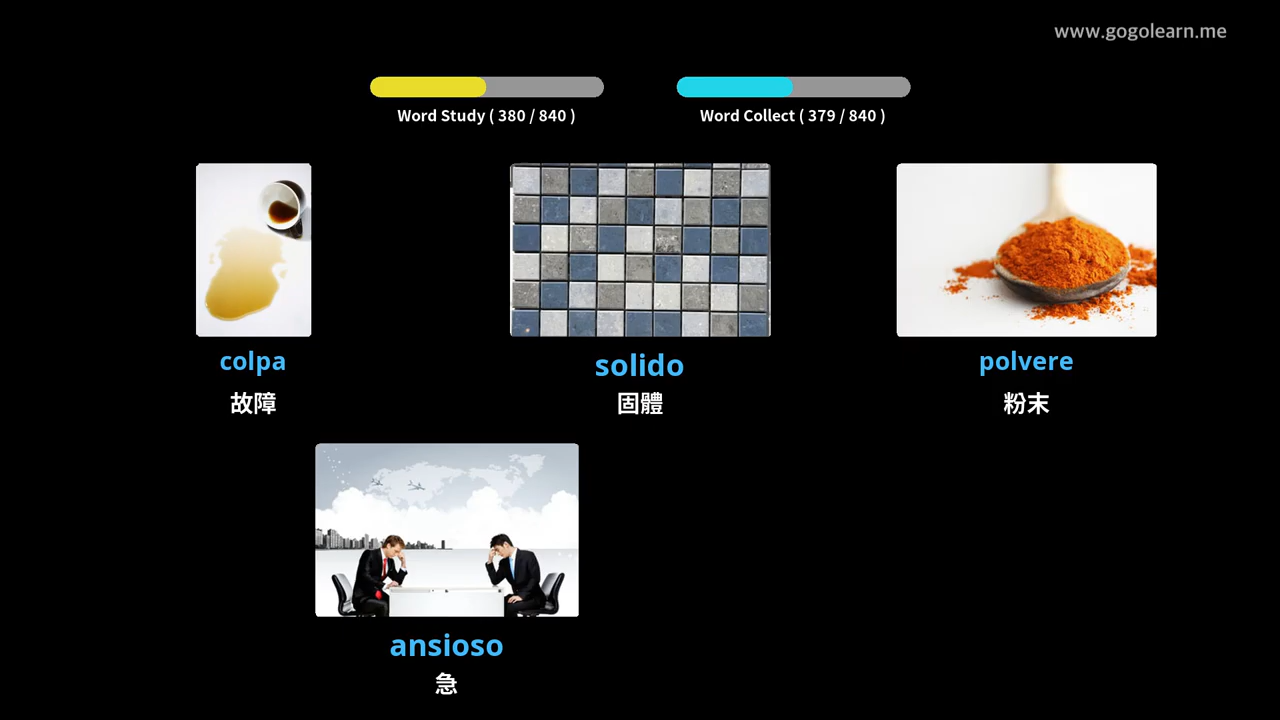 www.gogolearn.me
Word Study ( 380 / 840 )
Word Collect ( 379 / 840 )
colpa
故障
solido
固體
polvere
粉末
ansioso
急